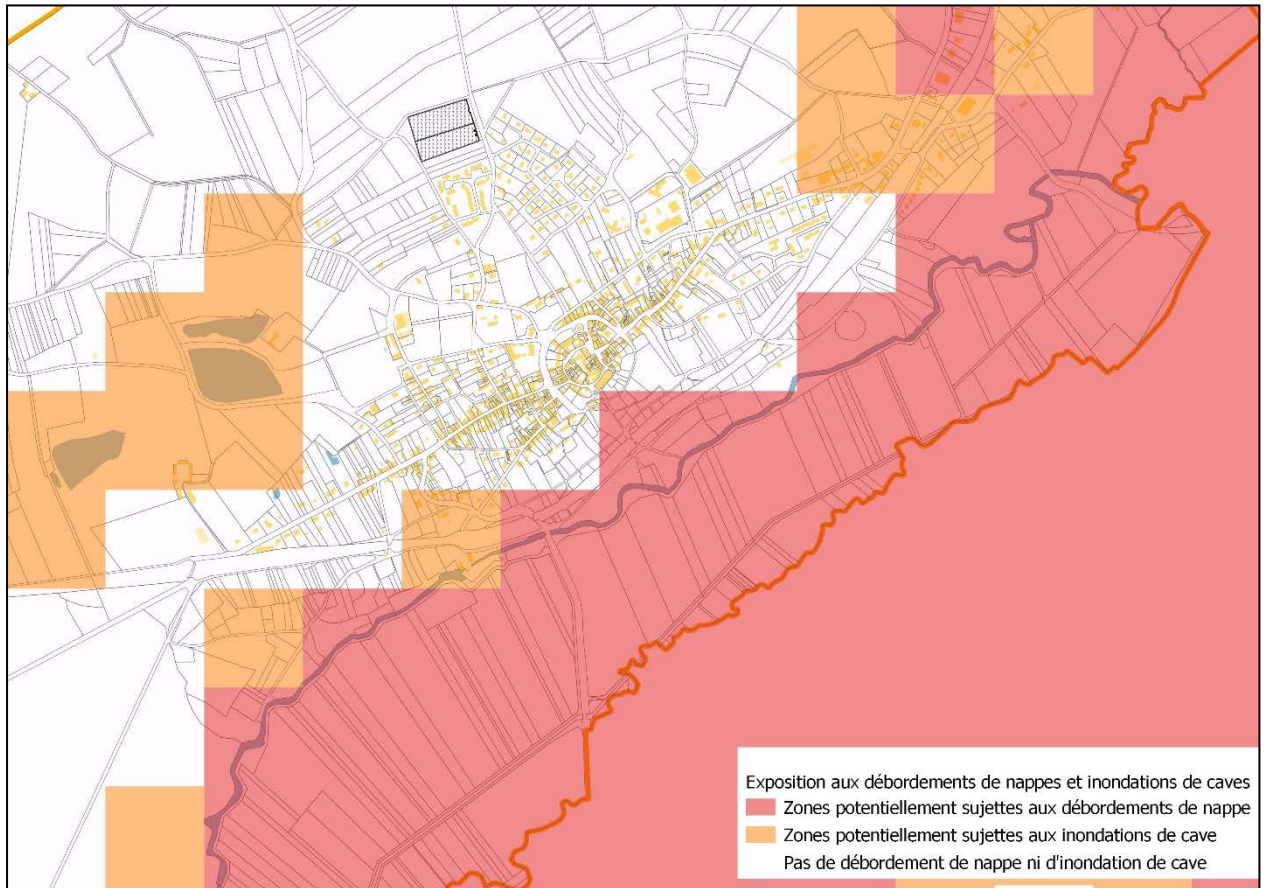 Exposition aux débordements de nappes et inondations de caves
Zones potentiellement sujettes aux débordements de nappe
Zones potentiellement sujettes aux inondations de cave
Pas de débordement de nappe ni d'inondation de cave